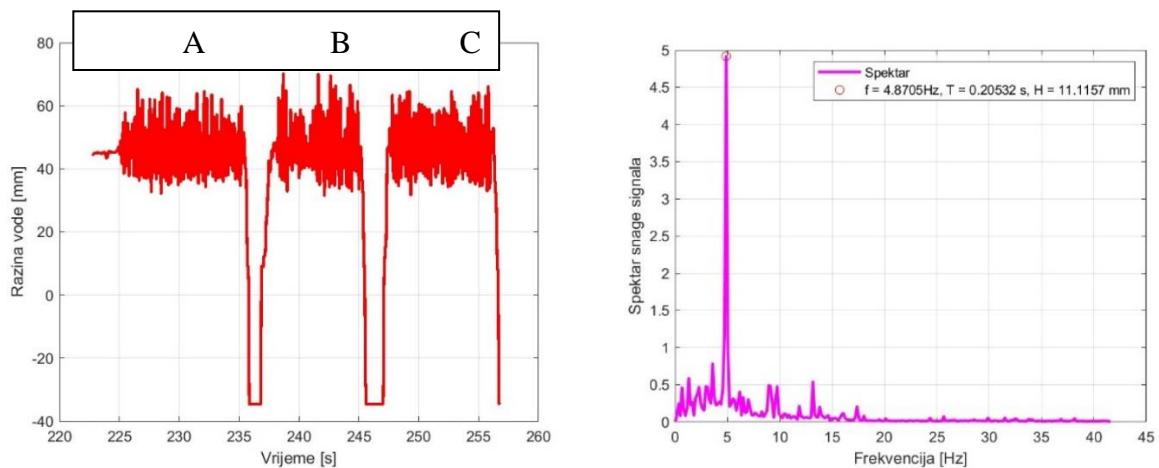 A B C
80
60
40
20
0
-20
-40
220 225 230 235 240 245 250 255 260
Razina vode [mm]
Vrijeme [s]
5
4.5
4
3.5
3
2.5
2
1.5
1
0.5
0
0 5 10 15 20 25 30 35 40 45
Spektar snage signala
Frekvencija [Hz]
Spektar
f = 4.8705Hz, T = 0.20532 s, H = 11.1157 mm